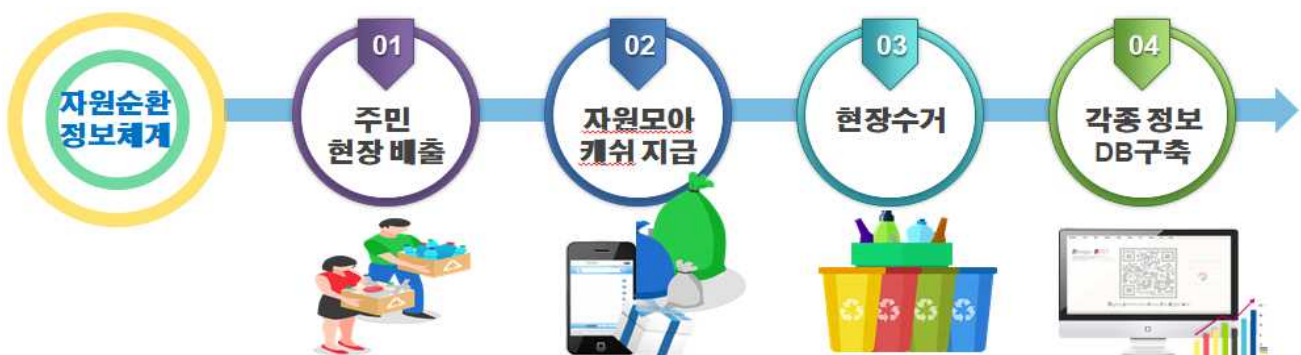 자원순환
정보체계
01
주민
현장 배출
02
자원모아
캐쉬 지급
03
현장수거
04
각종 정보
DB구축